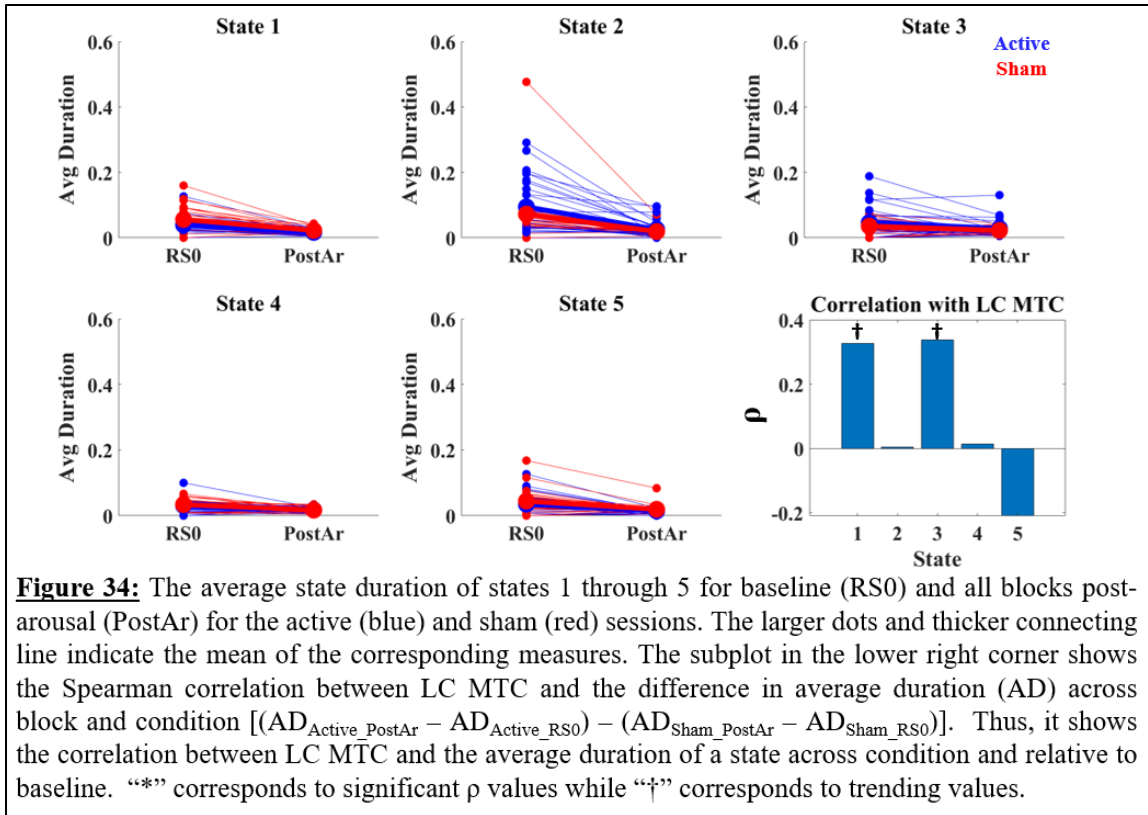 State 1
0.6
0.4
0.2
0
Avg Duration
RS0
PostAr
State 2
0.6
0.4
0.2
0
Avg Duration
RS0
PostAr
State 3
Active
Sham
0.6
0.4
0.2
0
Avg Duration
RS0
PostAr
State 4
0.6
0.4
0.2
0
Avg Duration
RS0
PostAr
State 5
0.6
0.4
0.2
0
Avg Duration
RS0
PostAr
Correlation with LC MTC
0.4
0.2
0
-0.2
ρ
† †
1 2 3 4 5
State
Figure 34: The average state duration of states 1 through 5 for baseline (RS0) and all blocks post-
arousal (PostAr) for the active (blue) and sham (red) sessions. The larger dots and thicker connecting
line indicate the mean of the corresponding measures. The subplot in the lower right corner shows
the Spearman correlation between LC MTC and the difference in average duration (AD) across
block and condition [(ADActive_PostAr – ADActive_RS0) – (ADSham_PostAr – ADSham_RS0)]. Thus, it shows
the correlation between LC MTC and the average duration of a state across condition and relative to
baseline. “*” corresponds to significant ρ values while “†” corresponds to trending values.